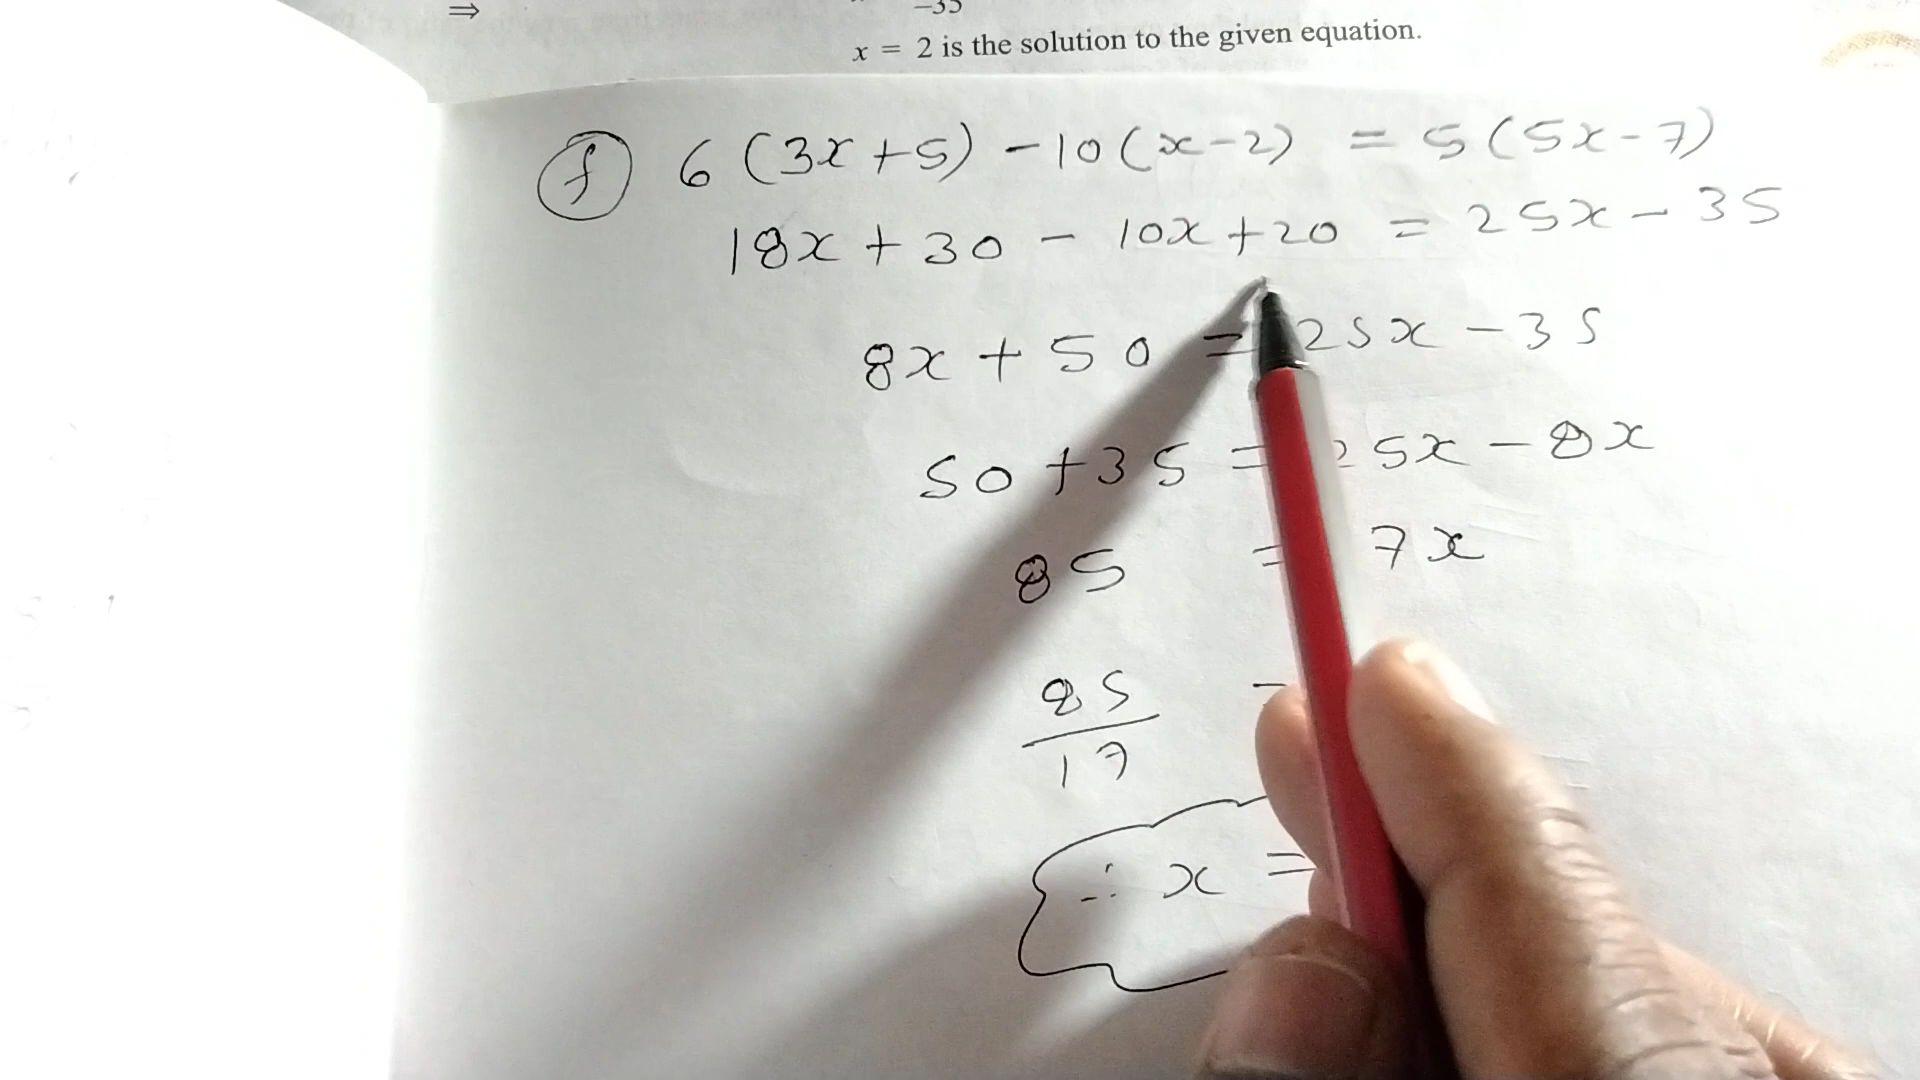 ⇒ -35
x = 2 is the solution to the given equation.
(f) 6(3x+5) -10(x-2) = 5(5x-7)
18x + 30 - 10x + 20 = 25x - 35
8x + 50 = 25x - 35
50 + 35 = 25x - 8x
85 = 7x
85
17
∴ x =